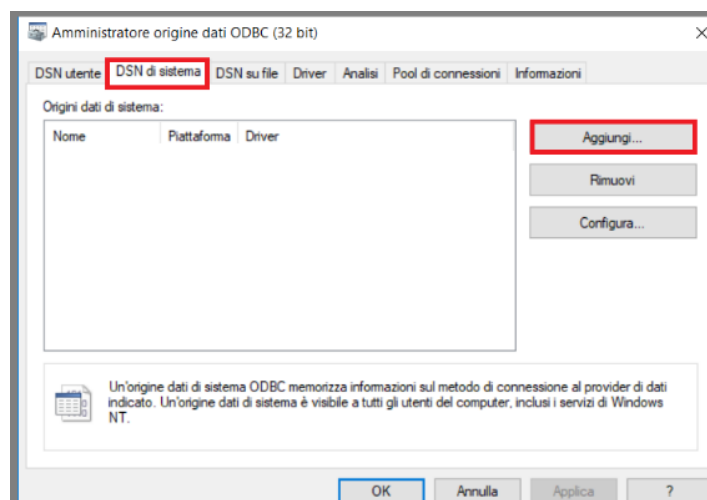 Amministratore origine dati ODBC (32 bit)
DSN utente DSN di sistema DSN su file Driver Analisi Pool di connessioni Informazioni
Origini dati di sistema:
Nome Piattaforma Driver
Aggiungi...
Rimuovi
Configura...
Un'origine dati di sistema ODBC memorizza informazioni sul metodo di connessione al provider di dati
indicato. Un'origine dati di sistema è visibile a tutti gli utenti del computer, inclusi i servizi di Windows
NT.
OK Annulla Applica ?